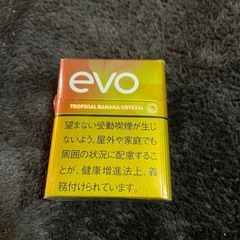 evo
TROPICAL BANANA CRYSTAL
望まない受動喫煙が生じ
ないよう、屋外や家庭でも
周囲の状況に配慮するこ
とが、健康増進法上、義
務付けられています。